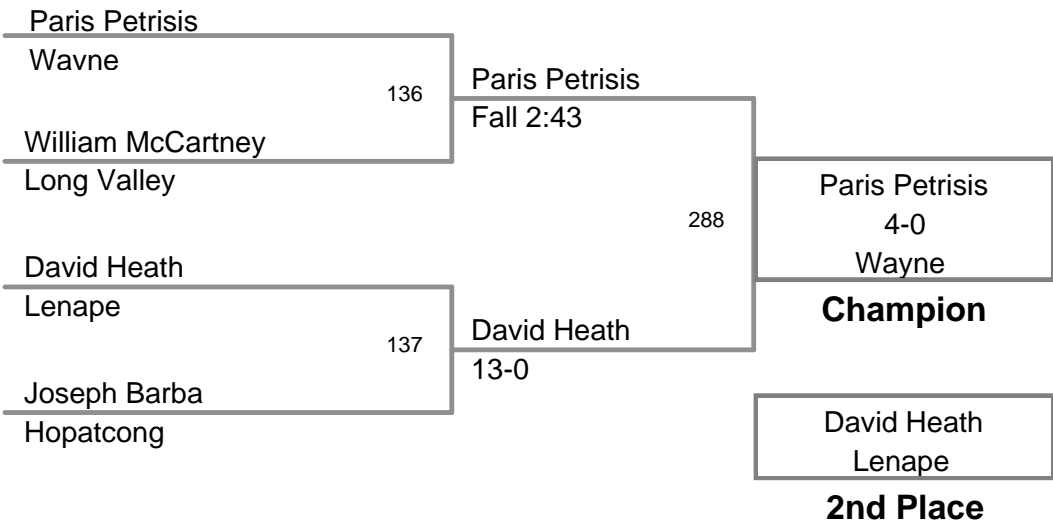 Paris Petrisis
Wavne
136
William McCartney
Long Valley
Paris Petrisis
Fall 2:43
David Heath
Lenape
137
Joseph Barba
Hopatcong
David Heath
13-0
288
Paris Petrisis
4-0
Wayne
Champion
David Heath
Lenape
2nd Place